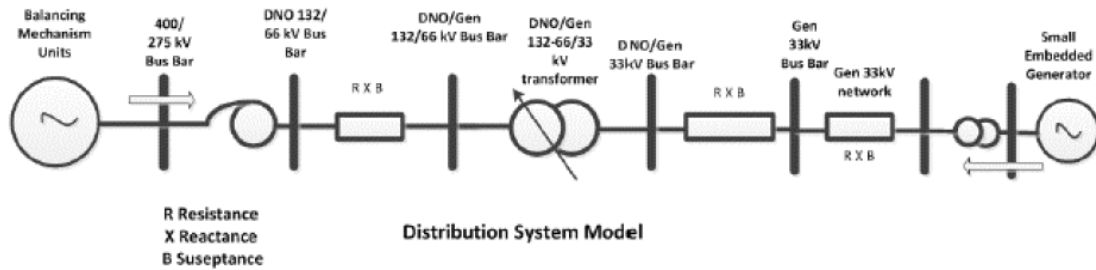 Balancing
Mechanism
Units
400/
275 kV
Bus Bar
DNO 132/
66 kV Bus
Bar
DNO/Gen
132/66 kV Bus Bar
DNO/Gen
132-66/33
kV
transformer
DNO/Gen
33kV Bus Bar
Gen
33kV
Bus Bar
Gen 33kV
network
Small
Embedded
Generator
R X B
R X B
R X B
R Resistance
X Reactance
B Suseptance
Distribution System Model